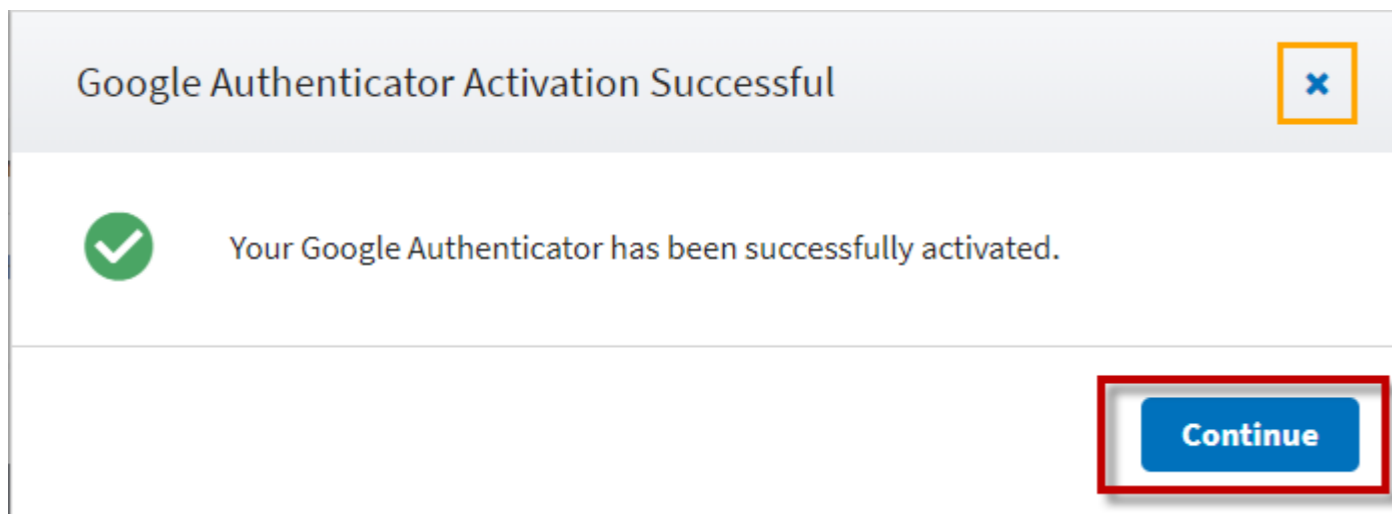 Google Authenticator Activation Successful
Your Google Authenticator has been successfully activated.
Continue